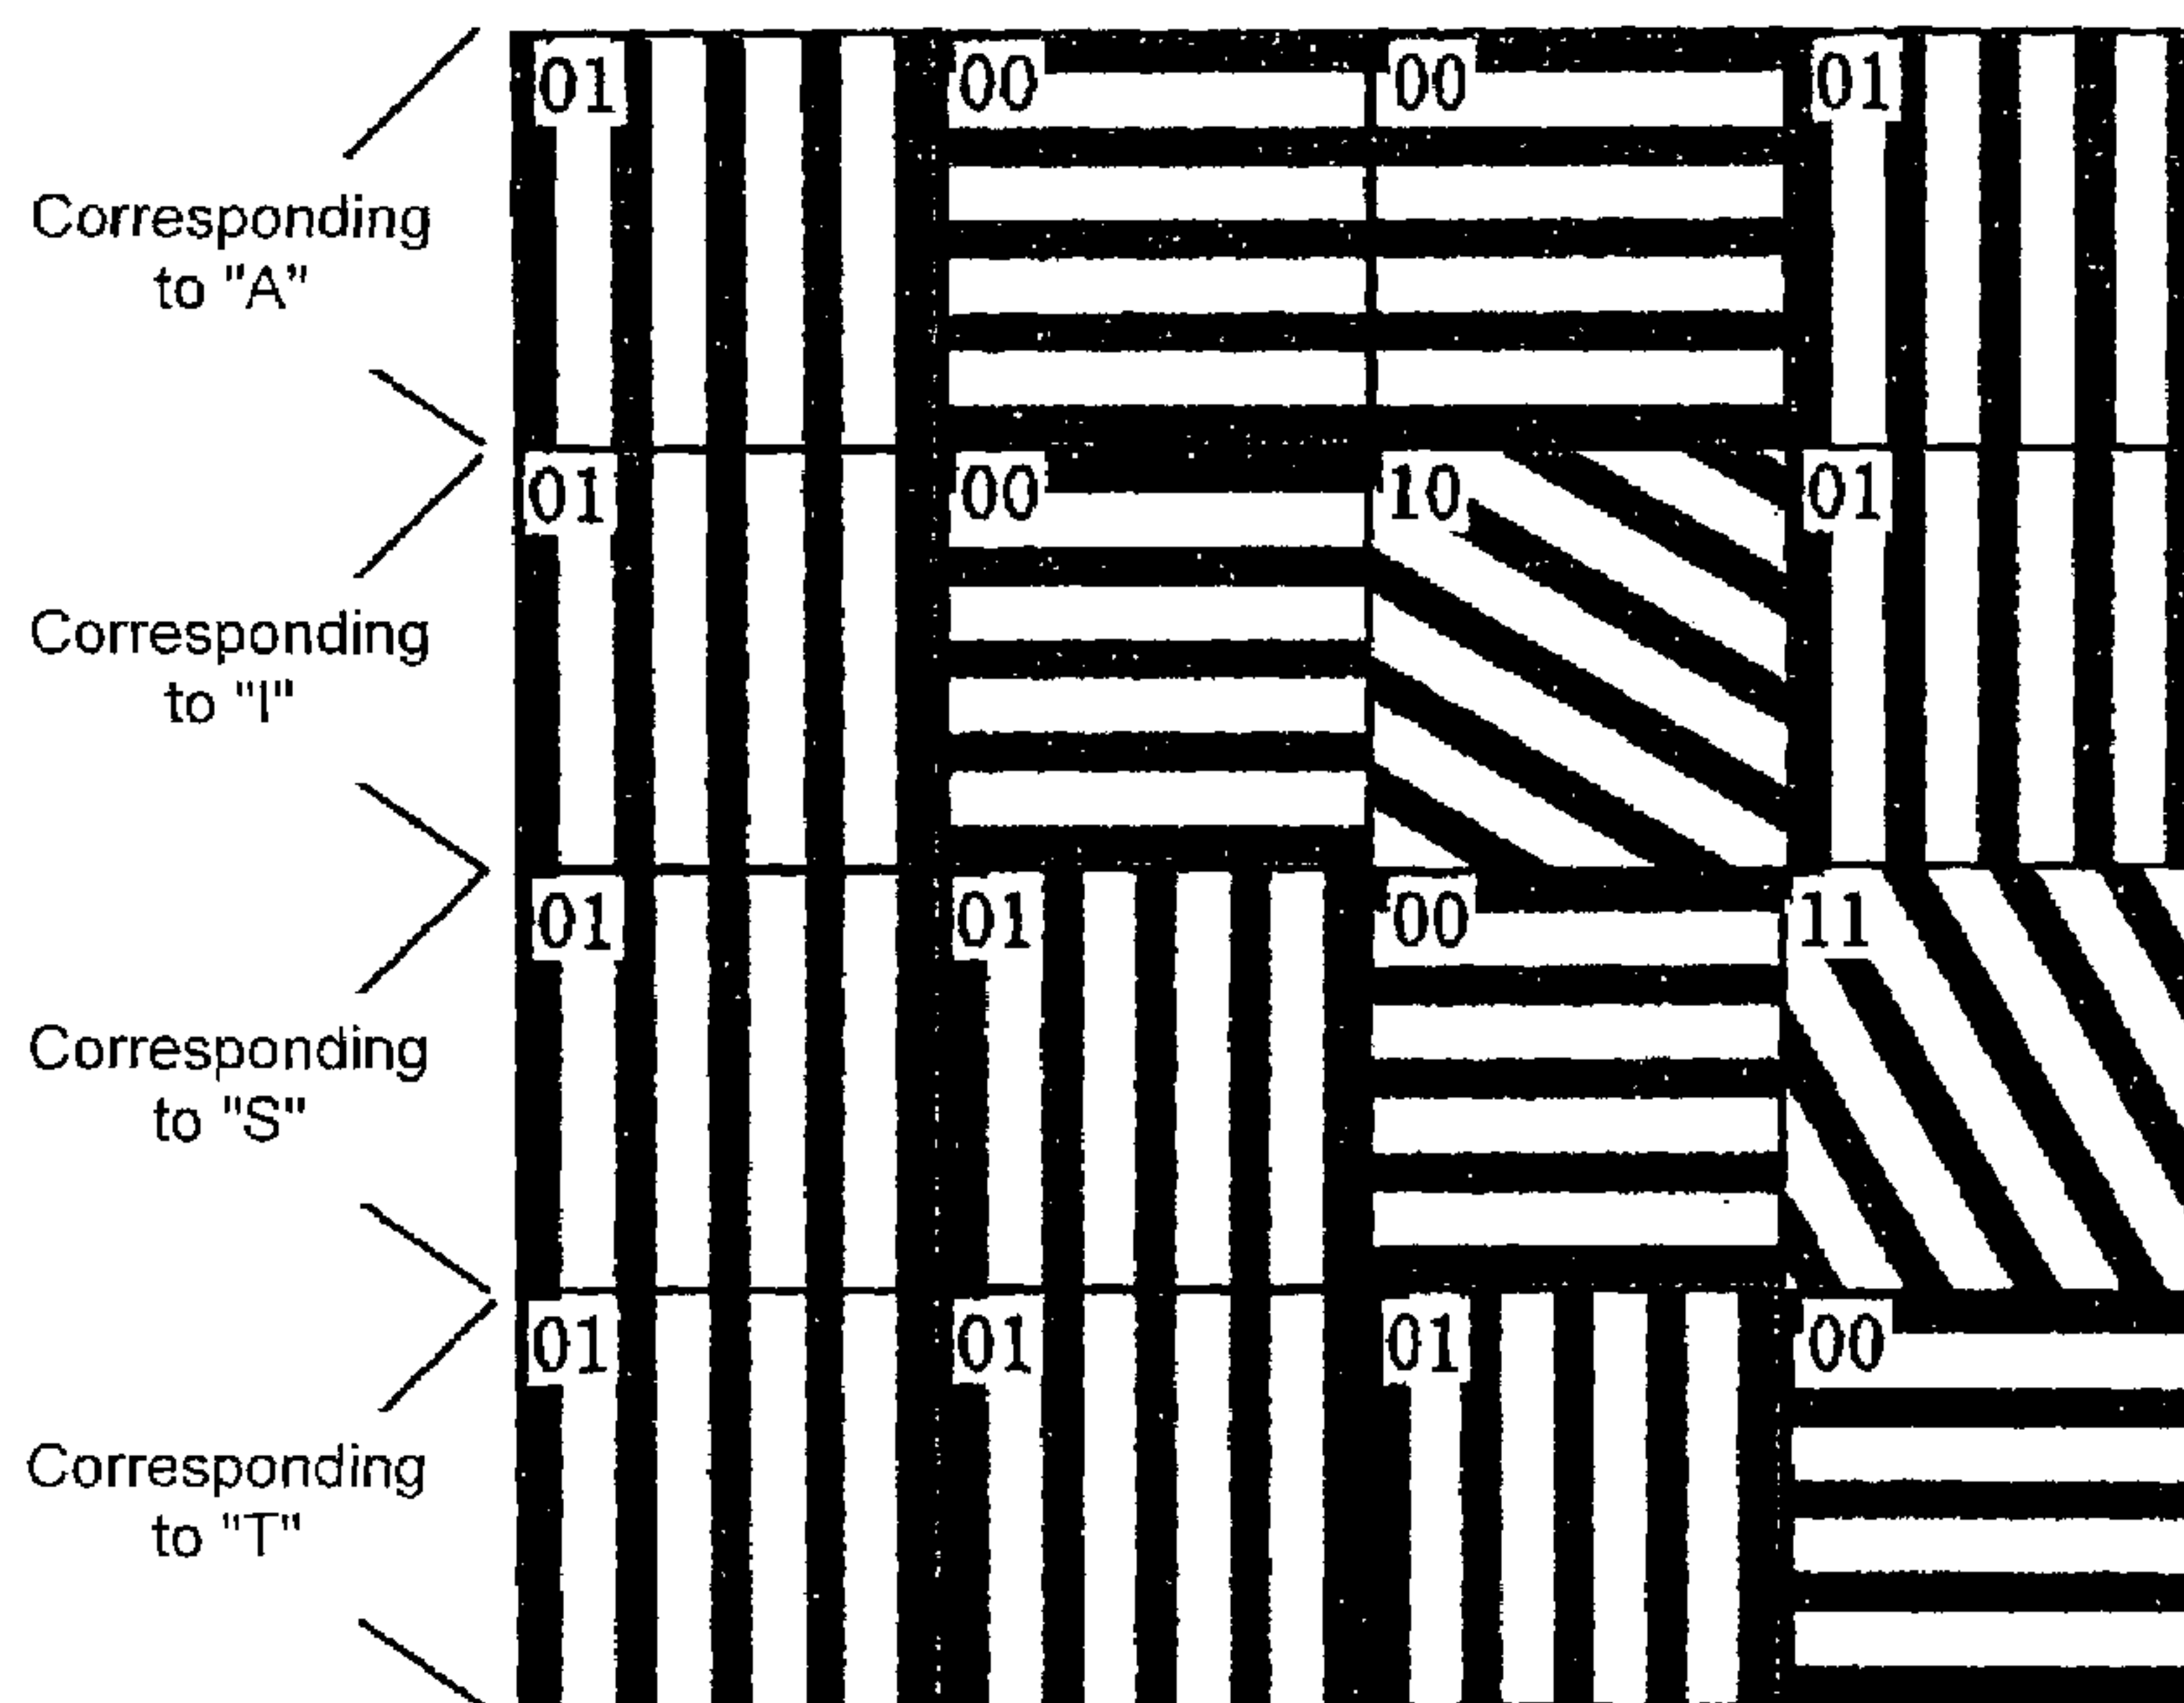 01 00 00 01
Corresponding
to "A"
01 00 10 01
Corresponding
to "I"
01 01 00 11
Corresponding
to "S"
01 01 01 00
Corresponding
to "T"